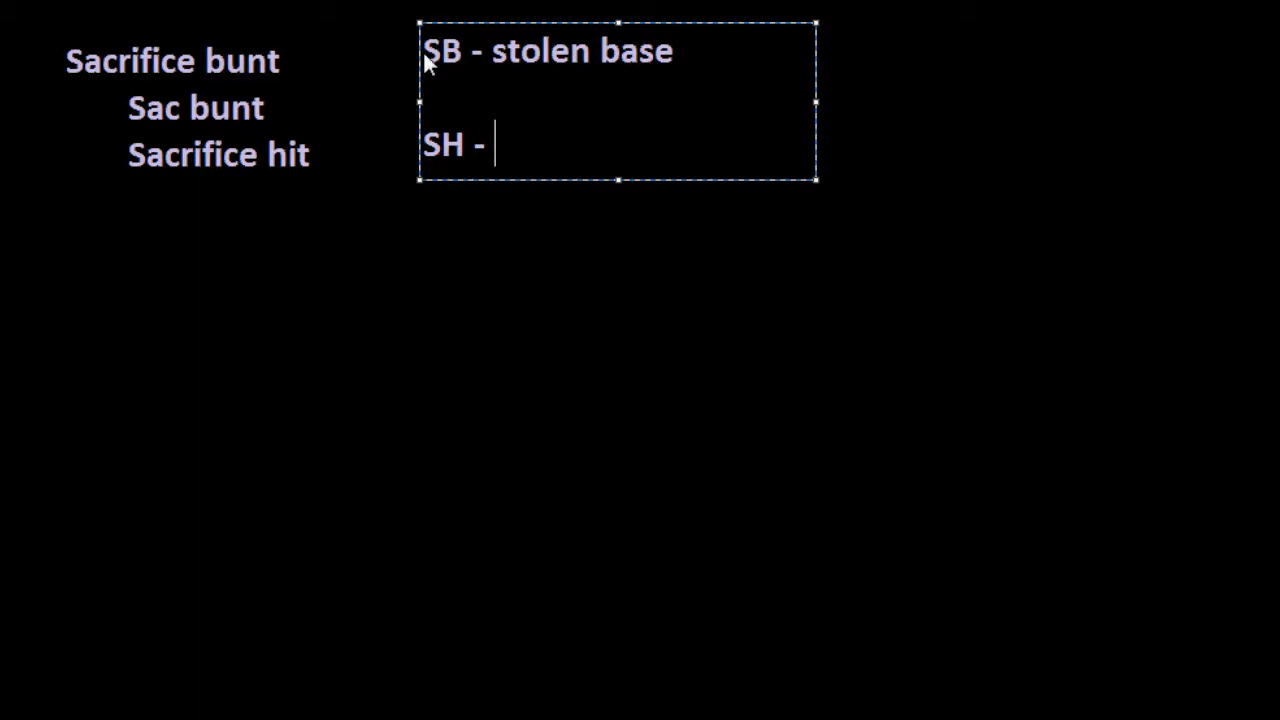 Sacrifice bunt
Sac bunt
Sacrifice hit
SB - stolen base
SH -